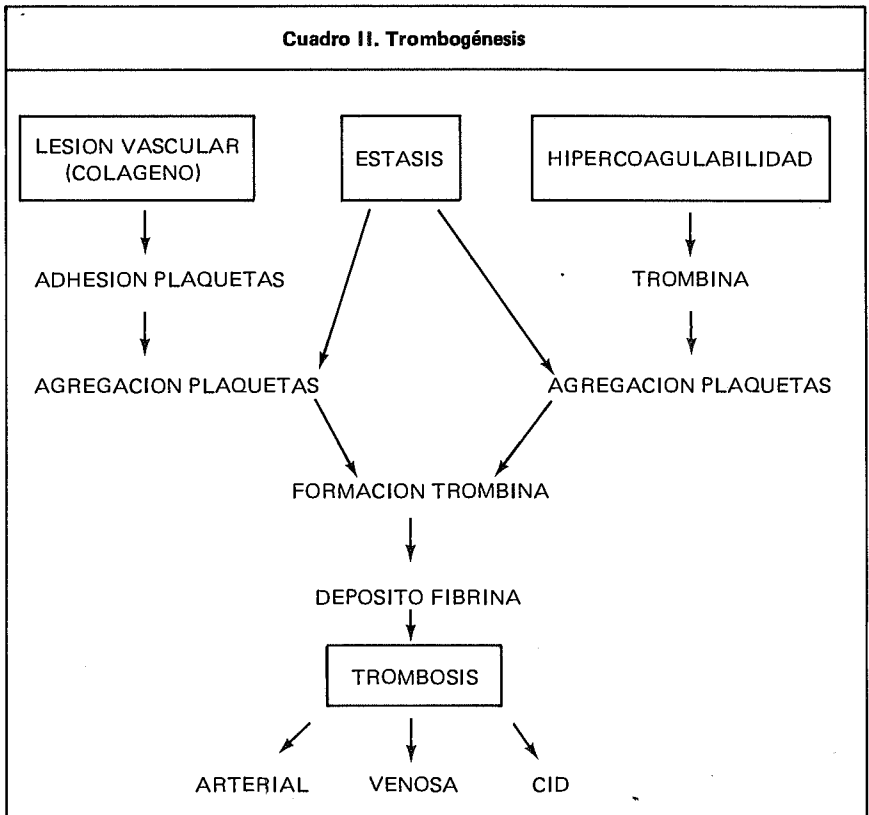 Cuadro II. Trombogénesis
LESION VASCULAR
(COLAGENO)
ESTASIS
HIPERCOAGULABILIDAD
ADHESION PLAQUETAS
TROMBINA
AGREGACION PLAQUETAS
AGREGACION PLAQUETAS
FORMACION TROMBINA
DEPOSITO FIBRINA
TROMBOSIS
ARTERIAL
VENOSA
CID